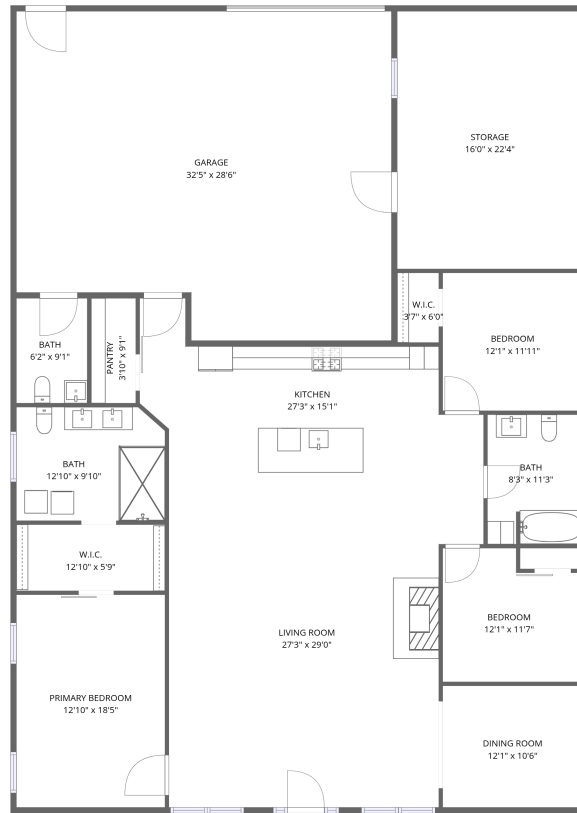 STORAGE
16'0" x 22'4"
GARAGE
32'5" x 28'6"
W.I.C.
3'7" x 6'0"
BEDROOM
12'1" x 11'11"
BATH
6'2" x 9'1"
PANTRY
3'10" x 9'1"
KITCHEN
27'3" x 15'1"
BATH
12'10" x 9'10"
BATH
8'3" x 11'3"
W.I.C.
12'10" x 5'9"
BEDROOM
12'1" x 11'7"
LIVING ROOM
27'3" x 29'0"
PRIMARY BEDROOM
12'10" x 18'5"
DINING ROOM
12'1" x 10'6"